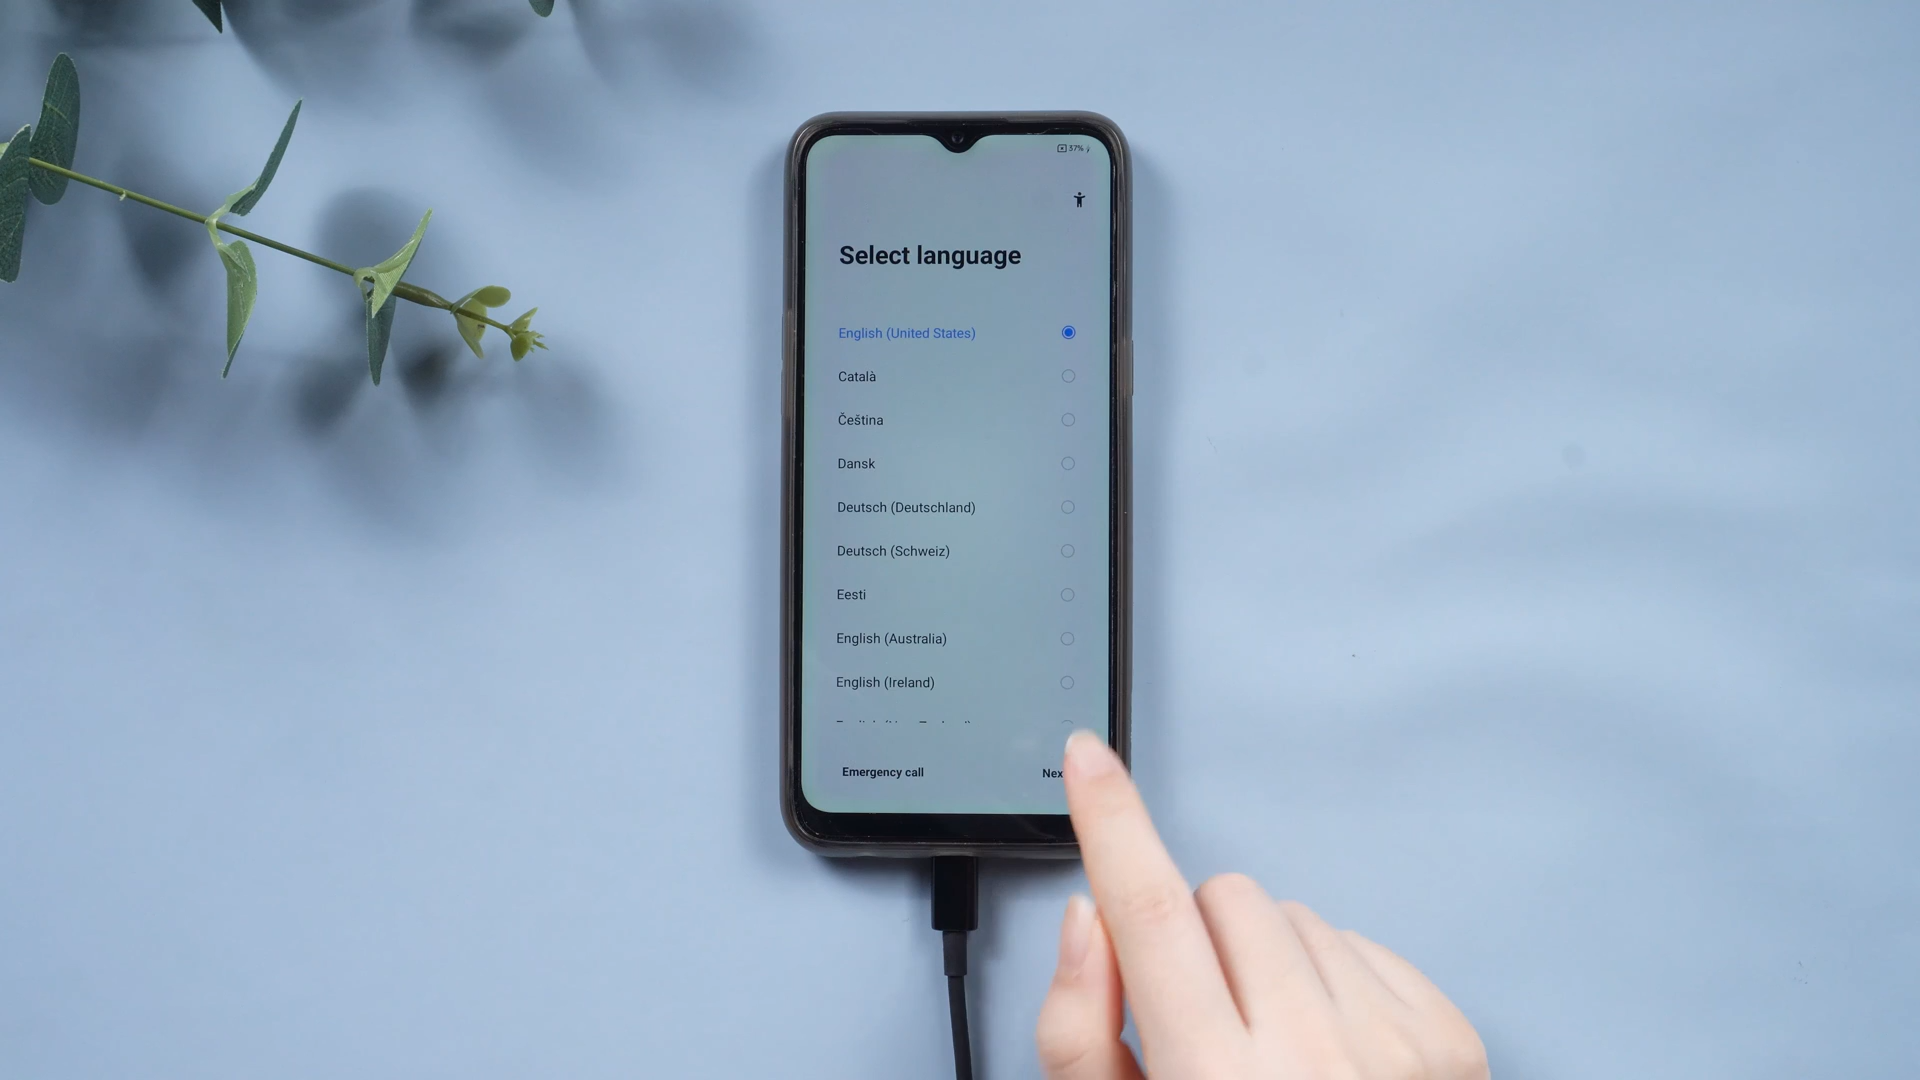 37%
Select language
English (United States)
Català
Čeština
Dansk
Deutsch (Deutschland)
Deutsch (Schweiz)
Eesti
English (Australia)
English (Ireland)
Emergency call